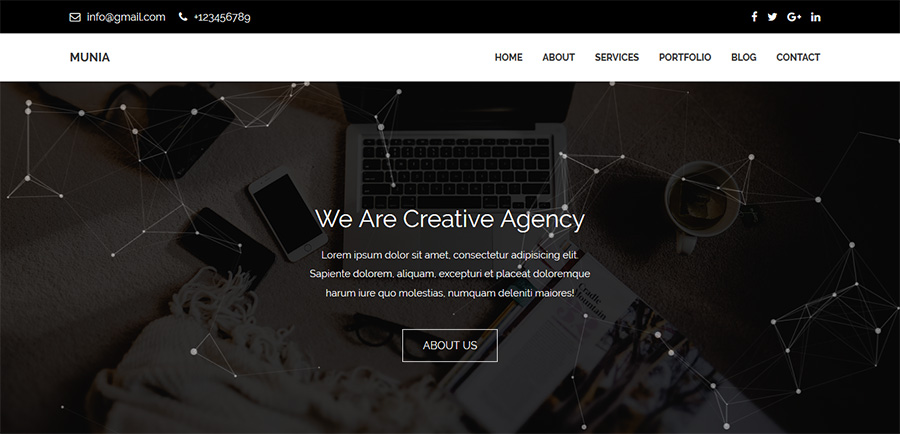 info@gmail.com +123456789
MUNIA HOME ABOUT SERVICES PORTFOLIO BLOG CONTACT
We Are Creative Agency
Lorem ipsum dolor sit amet, consectetur adipisicing elit.
Sapiente dolorem, aliquam, excepturi et placeat doloremque
harum iure quo molestias, numquam deleniti maiores!
Cradle
Mountain
ABOUT US